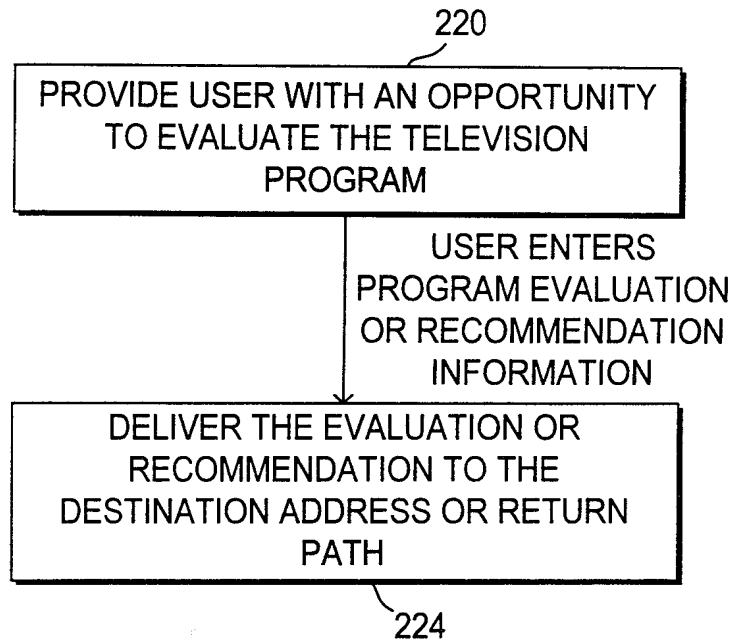 220
PROVIDE USER WITH AN OPPORTUNITY
TO EVALUATE THE TELEVISION
PROGRAM
USER ENTERS
PROGRAM EVALUATION
OR RECOMMENDATION
INFORMATION
DELIVER THE EVALUATION OR
RECOMMENDATION TO THE
DESTINATION ADDRESS OR RETURN
PATH
224